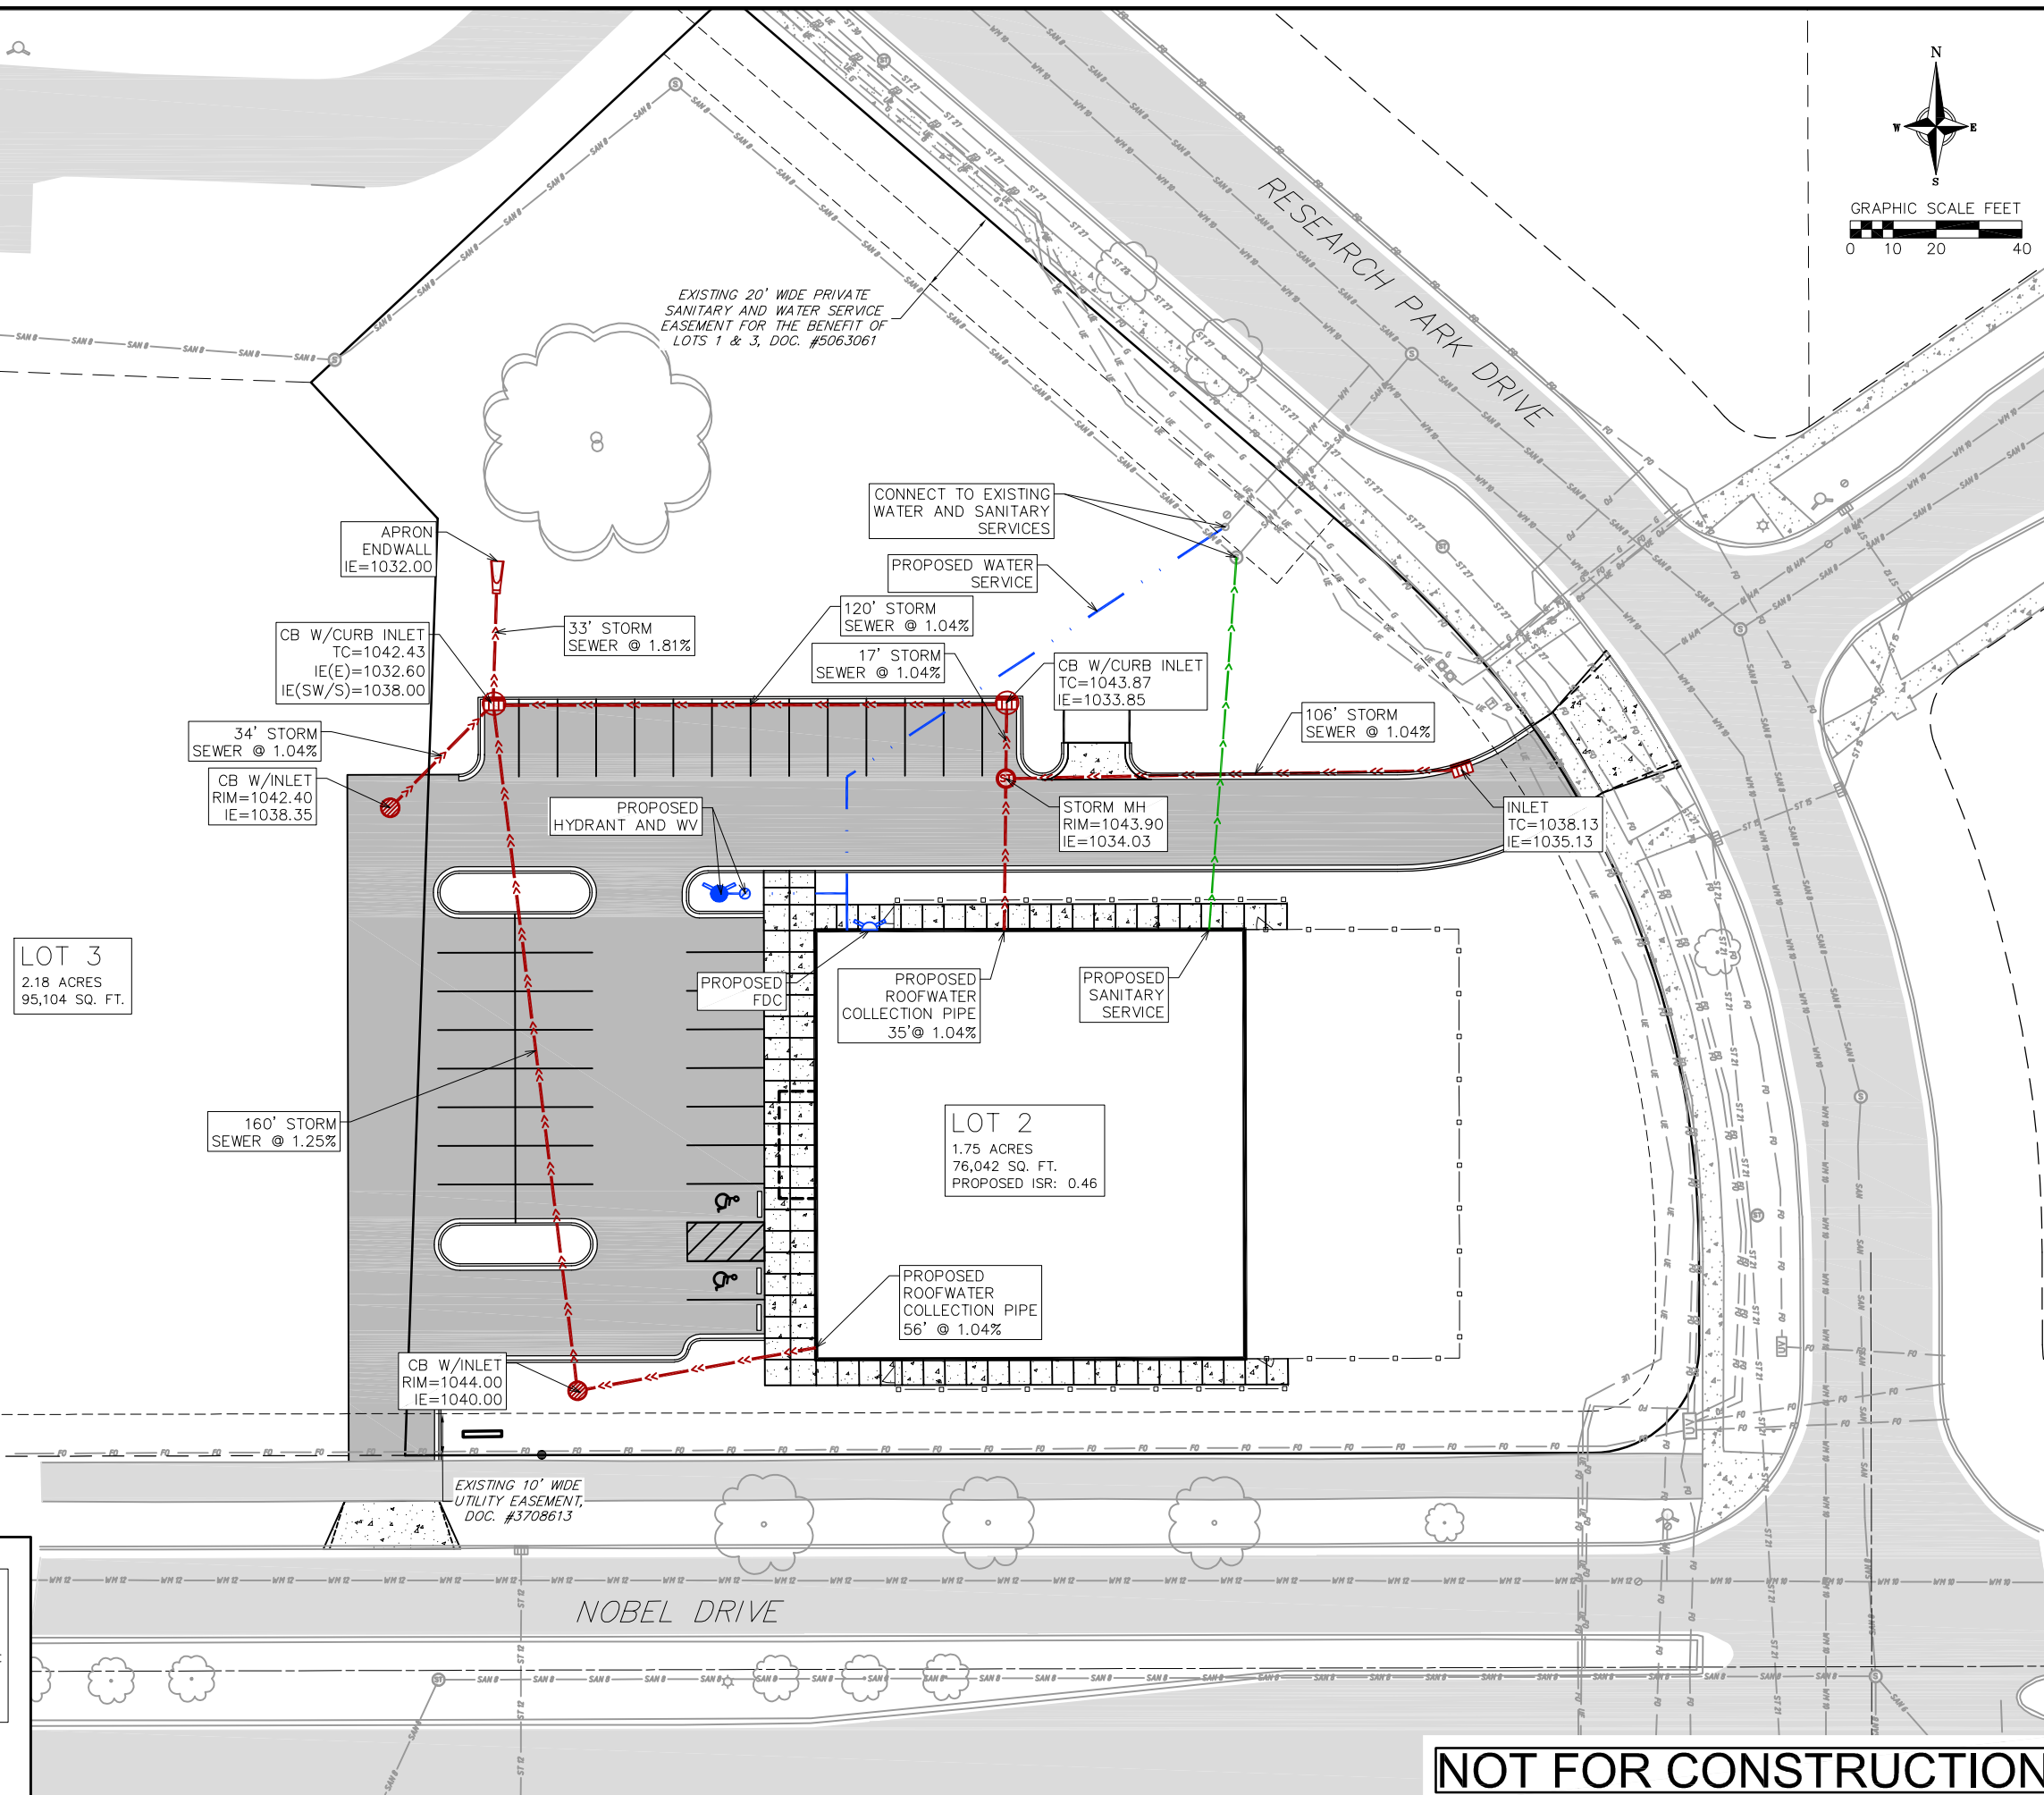 N
W
E
S
GRAPHIC SCALE FEET
0 10 20 40
RESEARCH PARK DRIVE
EXISTING 20' WIDE PRIVATE
SANITARY AND WATER SERVICE
EASEMENT FOR THE BENEFIT OF
LOTS 1 & 3, DOC. #5063061
CONNECT TO EXISTING
WATER AND SANITARY
SERVICES
APRON
ENDWALL
IE=1032.00
PROPOSED WATER
SERVICE
120' STORM
SEWER @ 1.04%
33' STORM
SEWER @ 1.81%
CB W/CURB INLET
TC=1042.43
IE(E)=1032.60
IE(SW/S)=1038.00
17' STORM
SEWER @ 1.04%
CB W/CURB INLET
TC=1043.87
IE=1033.85
106' STORM
SEWER @ 1.04%
34' STORM
SEWER @ 1.04%
CB W/INLET
RIM=1042.40
IE=1038.35
PROPOSED
HYDRANT AND WV
STORM MH
RIM=1043.90
IE=1034.03
INLET
TC=1038.13
IE=1035.13
LOT 3
2.18 ACRES
95,104 SQ. FT.
PROPOSED
FDC
PROPOSED
ROOFWATER
COLLECTION PIPE
35'@ 1.04%
PROPOSED
SANITARY
SERVICE
160' STORM
SEWER @ 1.25%
LOT 2
1.75 ACRES
76,042 SQ. FT.
PROPOSED ISR: 0.46
PROPOSED
ROOFWATER
COLLECTION PIPE
56' @ 1.04%
CB W/INLET
RIM=1044.00
IE=1040.00
EXISTING 10' WIDE
UTILITY EASEMENT,
DOC. #3708613
NOBEL DRIVE
NOT FOR CONSTRUCTION